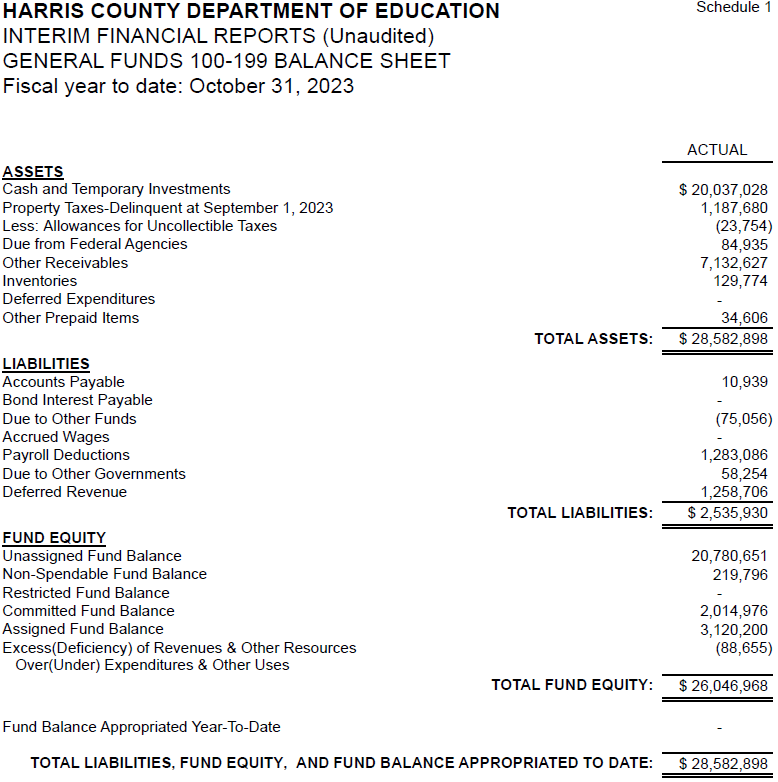 HARRIS COUNTY DEPARTMENT OF EDUCATION Schedule 1
INTERIM FINANCIAL REPORTS (Unaudited)
GENERAL FUNDS 100-199 BALANCE SHEET
Fiscal year to date: October 31, 2023
ACTUAL
ASSETS
Cash and Temporary Investments $ 20,037,028
Property Taxes-Delinquent at September 1, 2023 1,187,680
Less: Allowances for Uncollectible Taxes (23,754)
Due from Federal Agencies 84,935
Other Receivables 7,132,627
Inventories 129,774
Deferred Expenditures -
Other Prepaid Items 34,606
TOTAL ASSETS: $ 28,582,898
LIABILITIES
Accounts Payable 10,939
Bond Interest Payable -
Due to Other Funds (75,056)
Accrued Wages -
Payroll Deductions 1,283,086
Due to Other Governments 58,254
Deferred Revenue 1,258,706
TOTAL LIABILITIES: $ 2,535,930
FUND EQUITY
Unassigned Fund Balance 20,780,651
Non-Spendable Fund Balance 219,796
Restricted Fund Balance -
Committed Fund Balance 2,014,976
Assigned Fund Balance 3,120,200
Excess(Deficiency) of Revenues & Other Resources (88,655)
Over(Under) Expenditures & Other Uses
TOTAL FUND EQUITY: $ 26,046,968
Fund Balance Appropriated Year-To-Date -
TOTAL LIABILITIES, FUND EQUITY, AND FUND BALANCE APPROPRIATED TO DATE: $ 28,582,898